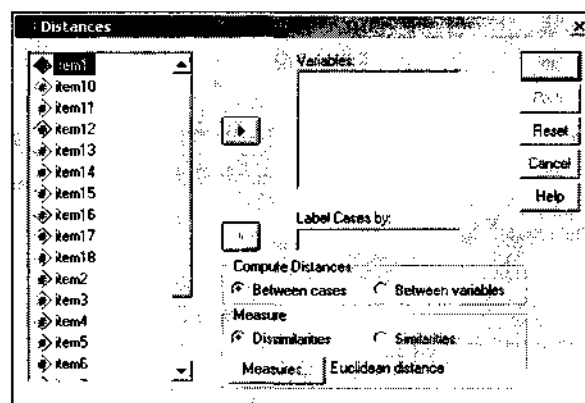 Distances
item1
item10
item11
item12
item13
item14
item15
item16
item17
item18
item2
item3
item4
item5
item6
Variables:
Label Cases by:
Compute Distances
Between cases
Between variables
Measure
Dissimilarities
Similarities
Measures
Euclidean distance
Reset
Cancel
Help